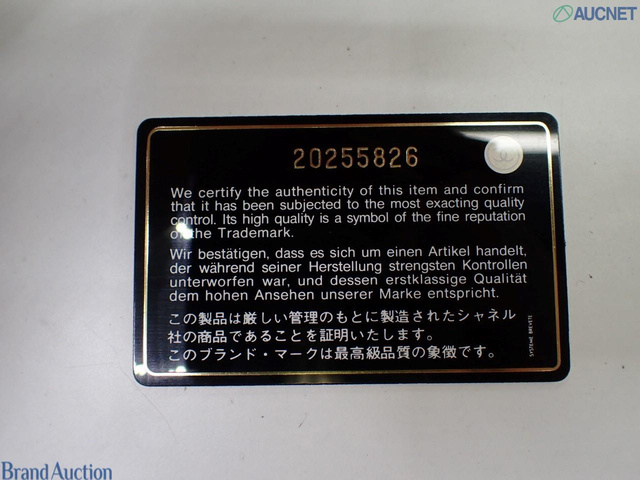 AUCNET
20255826
We certify the authenticity of this item and confirm
that it has been subjected to the most exacting quality
control. Its high quality is a symbol of the fine reputation
of the Trademark.
Wir bestätigen, dass es sich um einen Artikel handelt,
der während seiner Herstellung strengsten Kontrollen
unterworfen war, und dessen erstklassige Qualität
dem hohen Ansehen unserer Marke entspricht.
この製品は厳しい管理のもとに製造されたシャネル
社の商品であることを証明いたします。
このブランド・マークは最高級品質の象徴です。
SYSTEME BREVETE
Brand Auction